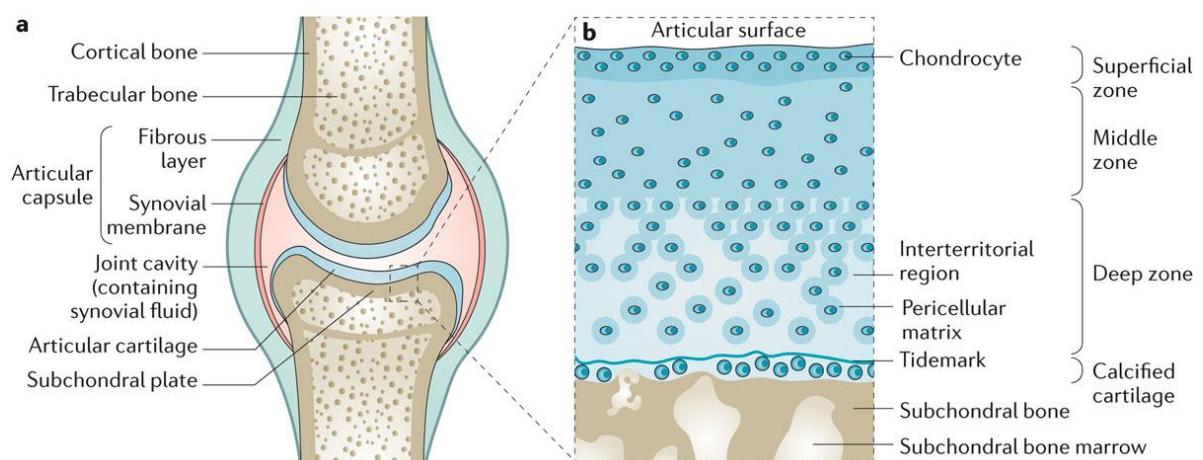 a
Cortical bone
Trabecular bone
Articular
capsule
Fibrous
layer
Synovial
membrane
Joint cavity
(containing
synovial fluid)
Articular cartilage
Subchondral plate
b
Articular surface
Chondrocyte
Superficial
zone
Middle
zone
Interterritorial
region
Pericellular
matrix
Deep zone
Tidemark
Calcified
cartilage
Subchondral bone
Subchondral bone marrow